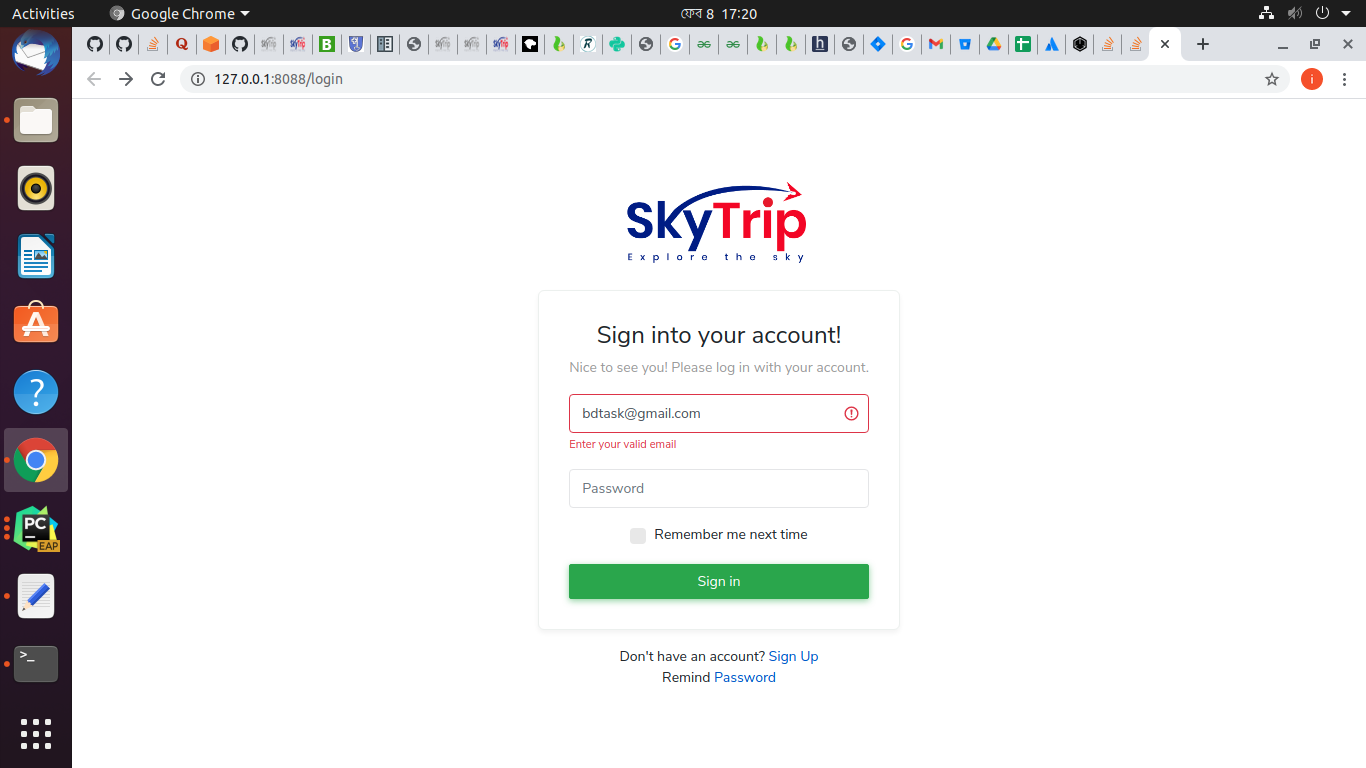 Activities
Google Chrome
ফেব 8 17:20
127.0.0.1:8088/login
i
SkyTrip
Explore the sky
Sign into your account!
Nice to see you! Please log in with your account.
bdtask@gmail.com
Enter your valid email
Password
Remember me next time
Sign in
Don't have an account? Sign Up
Remind Password
PC
EAP